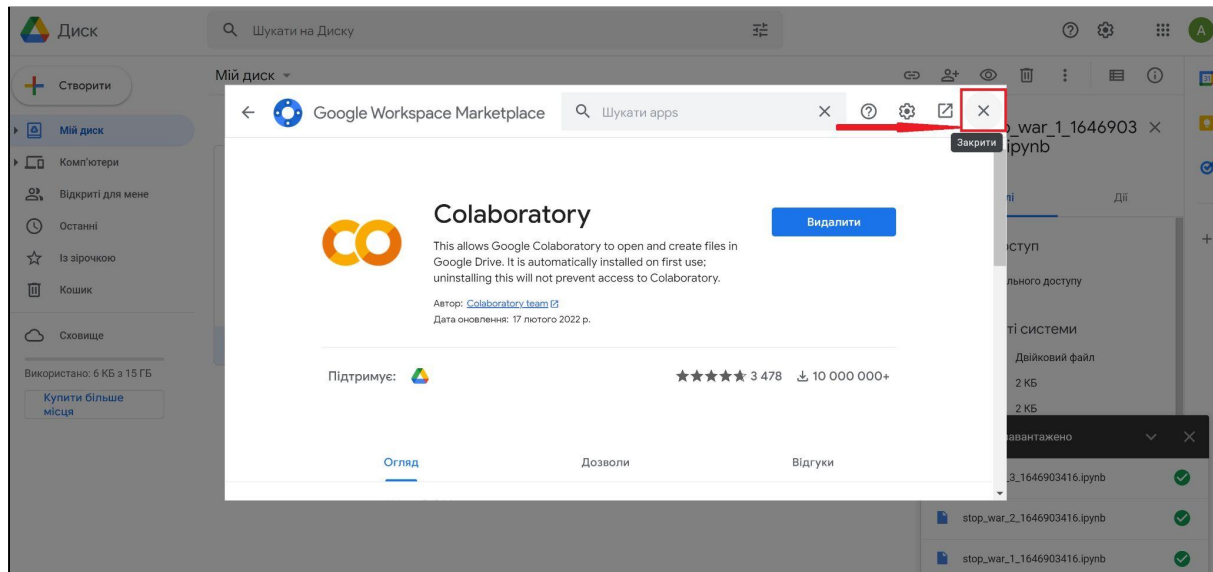 Диск
Шукати на Диску
A
Створити
Мій диск
31
Мій диск
Комп'ютери
Відкриті для мене
Останні
Із зірочкою
Кошик
Сховище
Використано: 6 КБ з 15 ГБ
Купити більше
місця
Google Workspace Marketplace
Шукати apps
Закрити
Colaboratory
This allows Google Colaboratory to open and create files in
Google Drive. It is automatically installed on first use;
uninstalling this will not prevent access to Colaboratory.
Автор: Colaboratory team
Дата оновлення: 17 лютого 2022 р.
Видалити
Підтримує:
3 478
10 000 000+
Огляд
Дозволи
Відгуки
_war_1_1646903
ipynb
Дії
льного доступу
Двійковий файл
2 КБ
2 КБ
_3_1646903416.ipynb
stop_war_2_1646903416.ipynb
stop_war_1_1646903416.ipynb